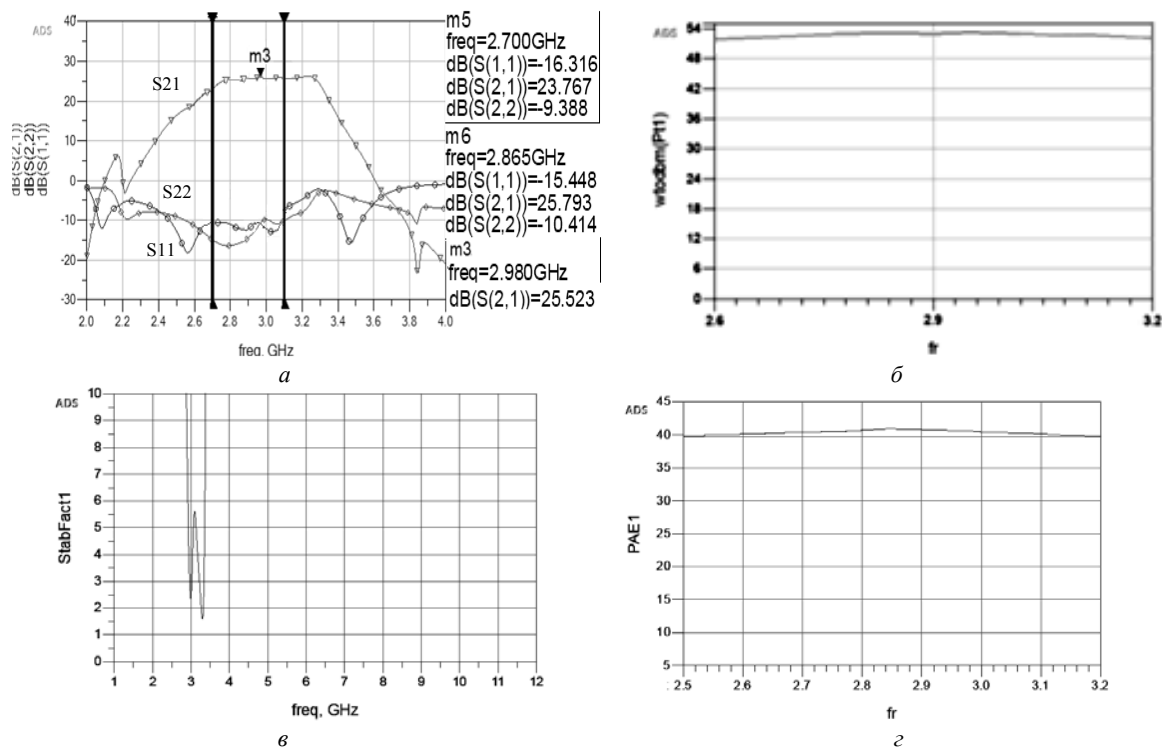 ADS
40
30
20
10
0
-10
-20
-30
dB(S(2,1))
dB(S(2,2))
dB(S(1,1))
S21
m3
S22
S11
2.0 2.2 2.4 2.6 2.8 3.0 3.2 3.4 3.6 3.8 4.0
freq, GHz
m5
freq=2.700GHz
dB(S(1,1))=-16.316
dB(S(2,1))=23.767
dB(S(2,2))=-9.388
m6
freq=2.865GHz
dB(S(1,1))=-15.448
dB(S(2,1))=25.793
dB(S(2,2))=-10.414
m3
freq=2.980GHz
dB(S(2,1))=25.523
а
ADS
54
48
42
36
30
24
18
12
6
0
wtodbm(Pt1)
2.6 2.9 3.2
fr
б
ADS
10
9
8
7
6
5
4
3
2
1
0
StabFact1
1 2 3 4 5 6 7 8 9 10 11 12
freq, GHz
в
ADS
45
40
35
30
25
20
15
10
5
PAE1
2.5 2.6 2.7 2.8 2.9 3.0 3.1 3.2
fr
г